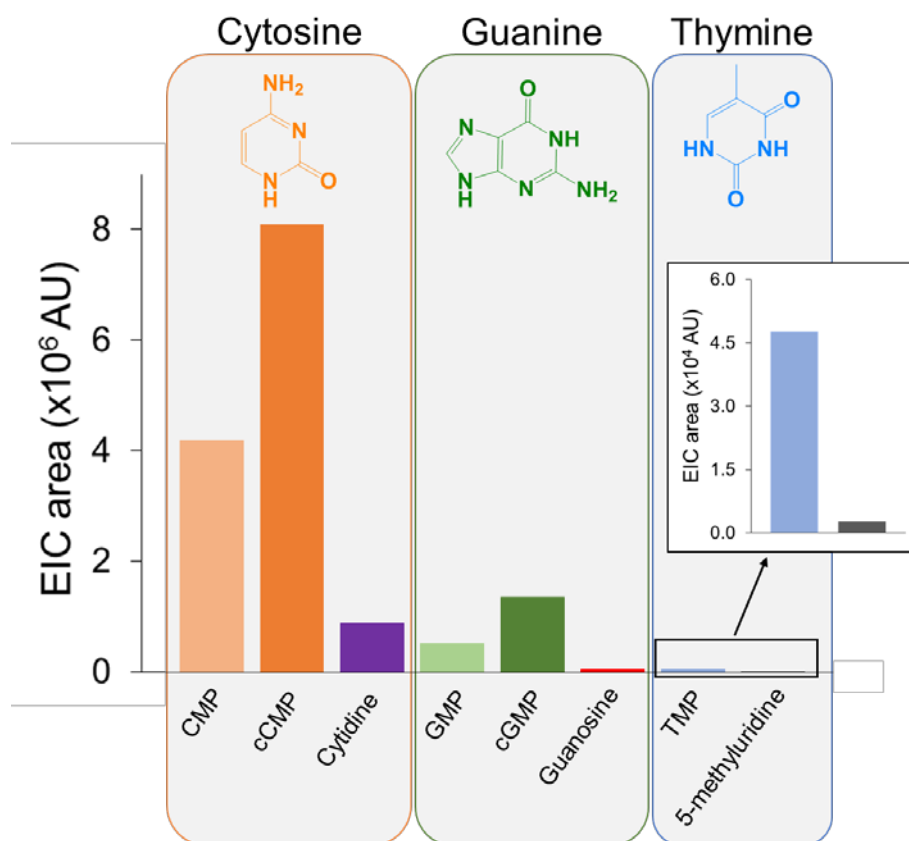 Cytosine Guanine Thymine
NH₂
N
N
H
O
O
N
NH
N
H
N
NH₂
O
HN
NH
O
EIC area (x10⁶ AU)
8
6
4
2
0
EIC area (x10⁴ AU)
6.0
4.5
3.0
1.5
0.0
CMP
cCMP
Cytidine
GMP
cGMP
Guanosine
TMP
5-methyluridine